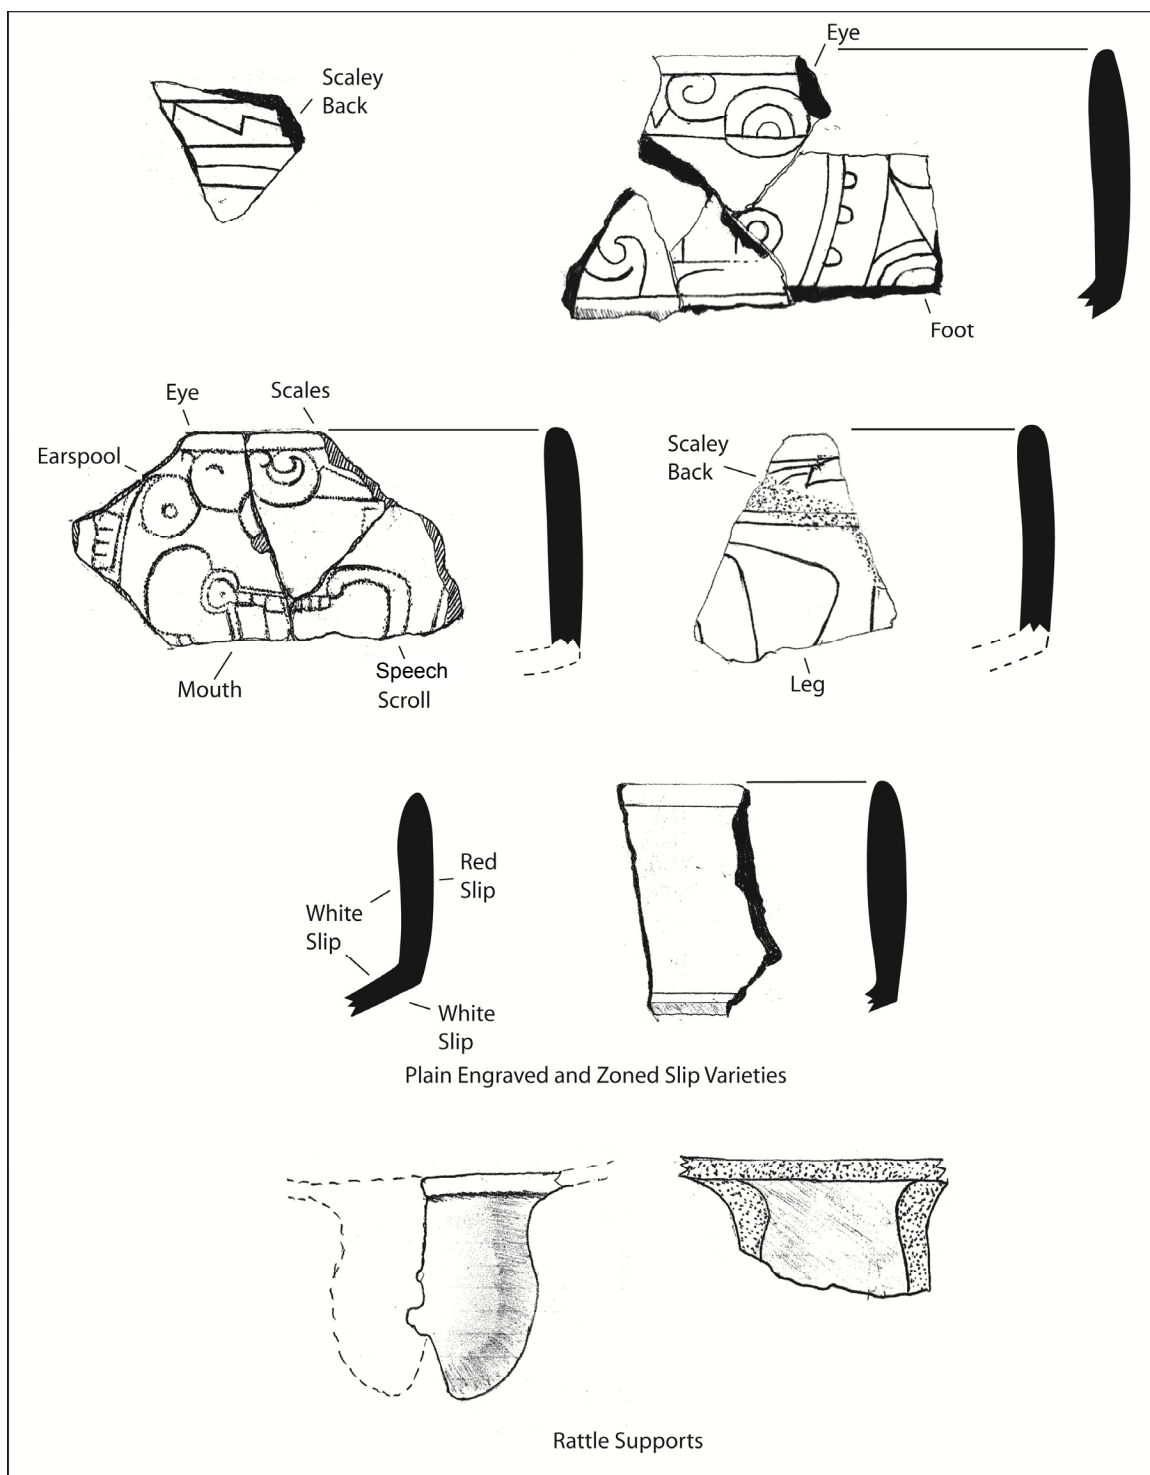 Scaley
Back
Eye
Foot
Eye
Scales
Earspool
Mouth
Speech
Scroll
Scaley
Back
Leg
Red
Slip
White
Slip
White
Slip
Plain Engraved and Zoned Slip Varieties
Rattle Supports